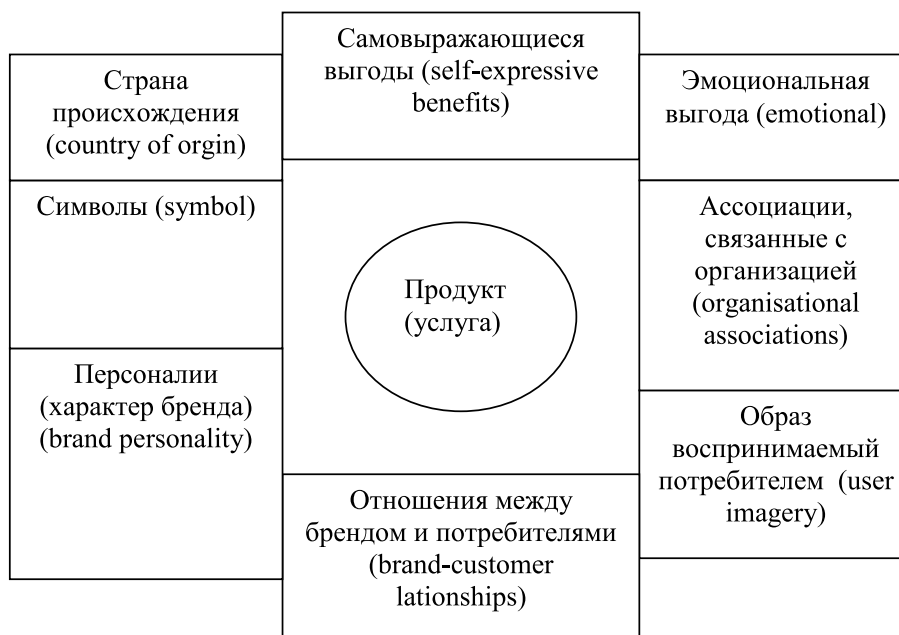 Страна
происхождения
(country of orgin)
Самовыражающиеся
выгоды (self-expressive
benefits)
Эмоциональная
выгода (emotional)
Символы (symbol)
Продукт
(услуга)
Ассоциации,
связанные с
организацией
(organisational
associations)
Персоналии
(характер бренда)
(brand personality)
Отношения между
брендом и потребителями
(brand-customer
lationships)
Образ
воспринимаемый
потребителем (user
imagery)